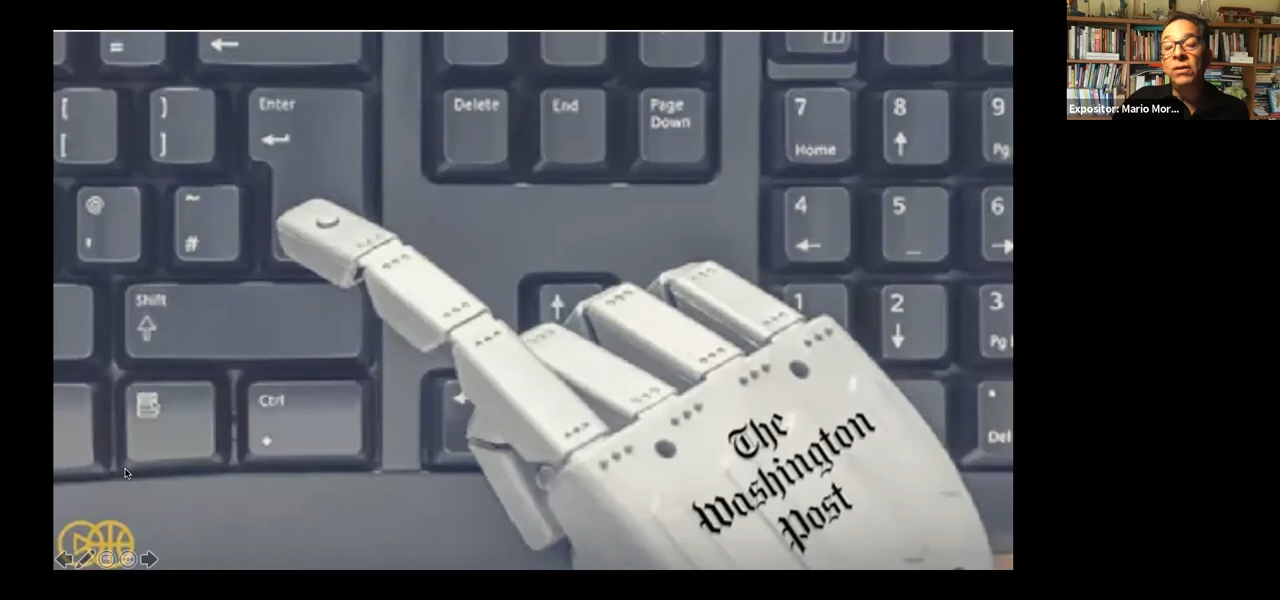 =
[
[
]
]
Enter
Delete
End
Page
Down
7
Home
8
9
Pg
@
'
~
#
4
5
_
6
Shift
1
2
3
Pg
Ctrl
Del
The
Washington
Post
Expositor: Mario Mor...